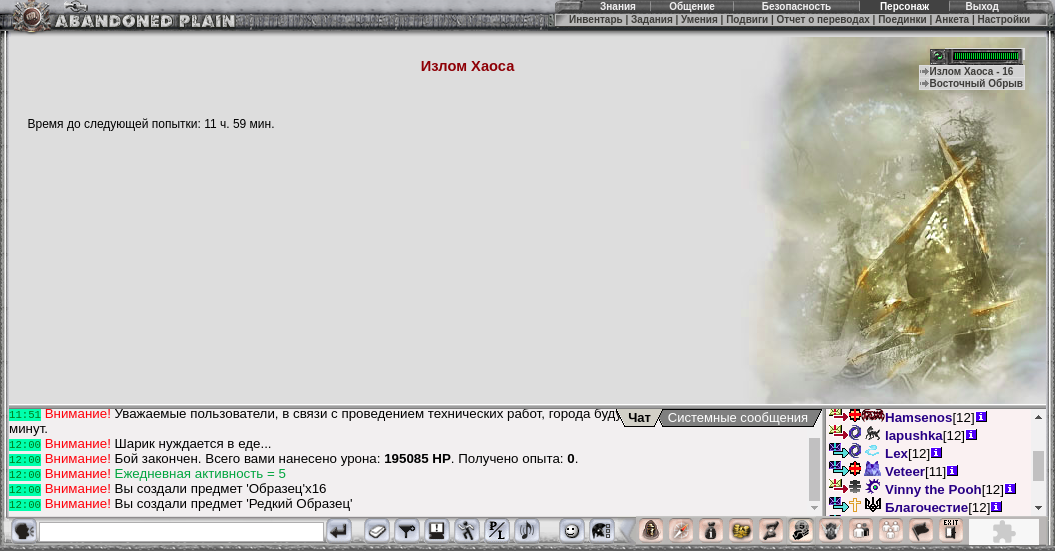 ABANDONED PLAIN
Знания Общение Безопасность Персонаж Выход
Инвентарь | Задания | Умения | Подвиги | Отчет о переводах | Поединки | Анкета | Настройки
Излом Хаоса
Излом Хаоса - 16
Восточный Обрыв
Время до следующей попытки: 11 ч. 59 мин.
Чат Системные сообщения
11:51 Внимание! Уважаемые пользователи, в связи с проведением технических работ, города буд
минут.
12:00 Внимание! Шарик нуждается в еде...
12:00 Внимание! Бой закончен. Всего вами нанесено урона: 195085 HP. Получено опыта: 0.
12:00 Внимание! Ежедневная активность = 5
12:00 Внимание! Вы создали предмет 'Образец'x16
12:00 Внимание! Вы создали предмет 'Редкий Образец'
Hamsenos[12]
lapushka[12]
Lex[12]
Veteer[11]
Vinny the Pooh[12]
Благочестие[12]
P/L
EXIT